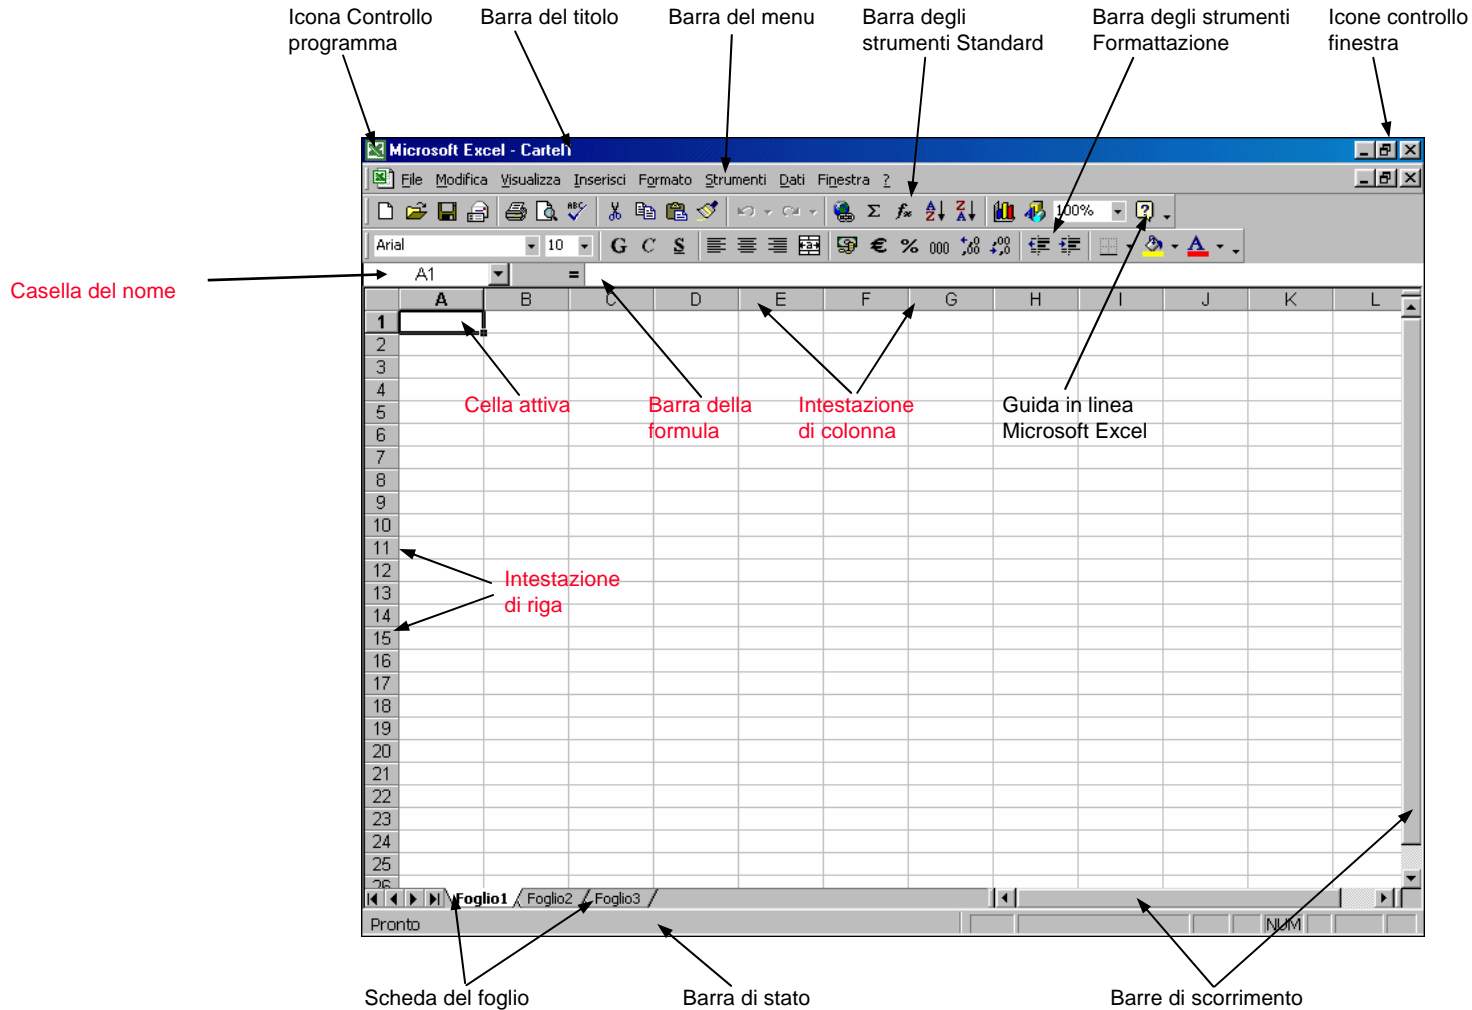 Icona Controllo
programma
Barra del titolo
Barra del menu
Barra degli
strumenti Standard
Barra degli strumenti
Formattazione
Icone controllo
finestra
Microsoft Excel - Cartel1
File Modifica Visualizza Inserisci Formato Strumenti Dati Finestra ?
100%
Arial 10 G C S € % 000
A1 =
Casella del nome
A B C D E F G H I J K L
1
2
3
4
Cella attiva
Barra della
formula
Intestazione
di colonna
Guida in linea
Microsoft Excel
5
6
7
8
9
10
11
12
13
Intestazione
di riga
14
15
16
17
18
19
20
21
22
23
24
25
26
Foglio1 Foglio2 Foglio3
Pronto NUM
Scheda del foglio
Barra di stato
Barre di scorrimento